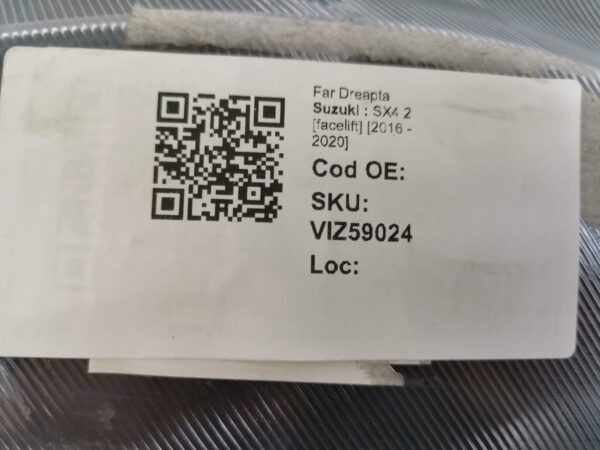 Far Dreapta
Suzuki : SX4 2
[facelift] [2016 -
2020]
Cod OE:
SKU:
VIZ59024
Loc: